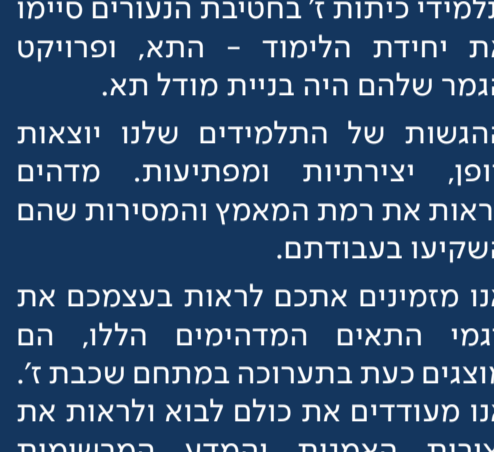 תלמידי כיתות ז' בחטיבת הנעורים סיימו
את יחידת הלימוד – התא, ופרויקט
הגמר שלהם היה בניית מודל תא.
ההגשות של התלמידים שלנו יוצאות
דופן, יצירתיות ומפתיעות. מדהים
לראות את רמת המאמץ והמסירות שהם
השקיעו בעבודתם.
אנו מזמינים אתכם לראות בעצמכם את
דגמי התאים המדהימים הללו, הם
מוצגים כעת בתערוכה במתחם שכבת ז'.
אנו מעודדים את כולם לבוא ולראות את
האמנות והמדע